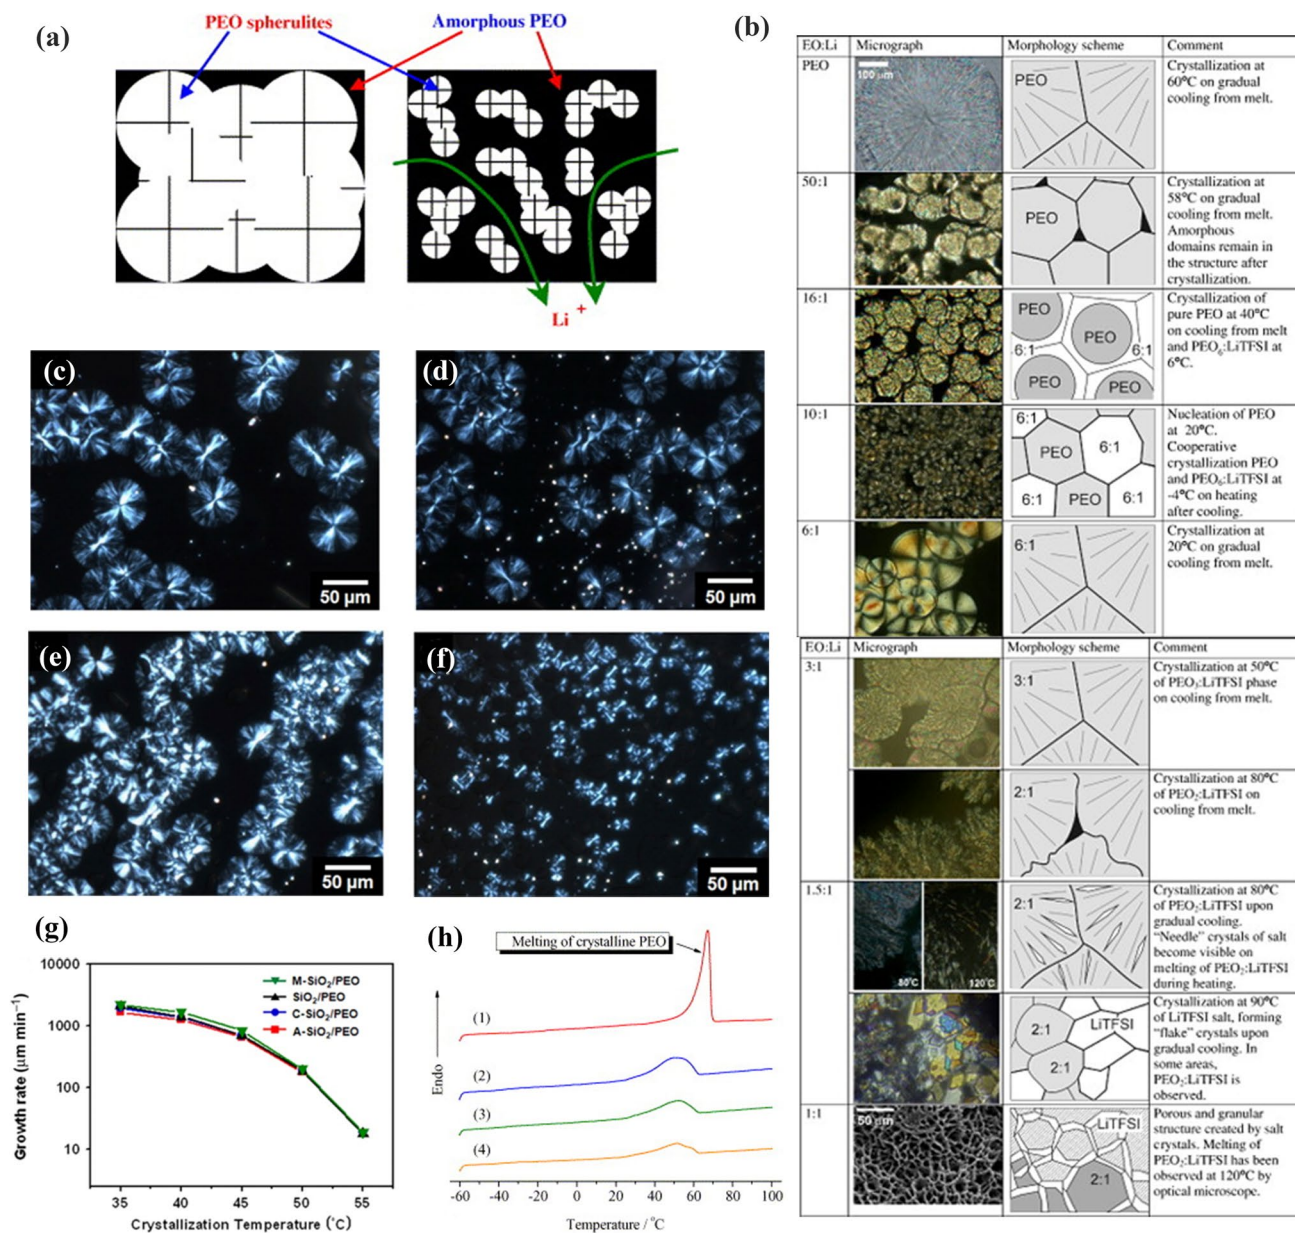 (a)
PEO spherulites
Amorphous PEO
Li +
(b)
EO:Li
Micrograph
Morphology scheme
Comment
PEO
100 µm
PEO
Crystallization at
60°C on gradual
cooling from melt.
50:1
PEO
Crystallization at
58°C on gradual
cooling from melt.
Amorphous
domains remain in
the structure after
crystallization.
16:1
PEO
PEO
6:1
6:1
PEO
PEO
Crystallization of
pure PEO at 40°C
on cooling from melt
and PEO6:LiTFSI at
6°C.
10:1
6:1
PEO
6:1
6:1
PEO
6:1
Nucleation of PEO
at 20°C.
Cooperative
crystallization PEO
and PEO6:LiTFSI at
-4°C on heating
after cooling.
6:1
6:1
Crystallization at
20°C on gradual
cooling from melt.
EO:Li
Micrograph
Morphology scheme
Comment
3:1
3:1
Crystallization at 50°C
of PEO3:LiTFSI phase
on cooling from melt.
2:1
Crystallization at 80°C
of PEO2:LiTFSI on
cooling from melt.
1.5:1
80°C
120°C
2:1
Crystallization at 80°C
of PEO2:LiTFSI upon
gradual cooling.
“Needle” crystals of salt
become visible on
melting of PEO2:LiTFSI
during heating.
2:1
LiTFSI
2:1
Crystallization at 90°C
of LiTFSI salt, forming
“flake” crystals upon
gradual cooling. In
some areas,
PEO2:LiTFSI is
observed.
1:1
50 µm
LiTFSI
2:1
Porous and granular
structure created by salt
crystals. Melting of
PEO2:LiTFSI has been
observed at 120°C by
optical microscope.
(c)
50 µm
(d)
50 µm
(e)
50 µm
(f)
50 µm
(g)
Growth rate (µm min⁻¹)
10000
1000
100
10
35 40 45 50 55
Crystallization Temperature (°C)
M-SiO2/PEO
SiO2/PEO
C-SiO2/PEO
A-SiO2/PEO
(h)
Melting of crystalline PEO
Endo
(1)
(2)
(3)
(4)
-60 -40 -20 0 20 40 60 80 100
Temperature / °C